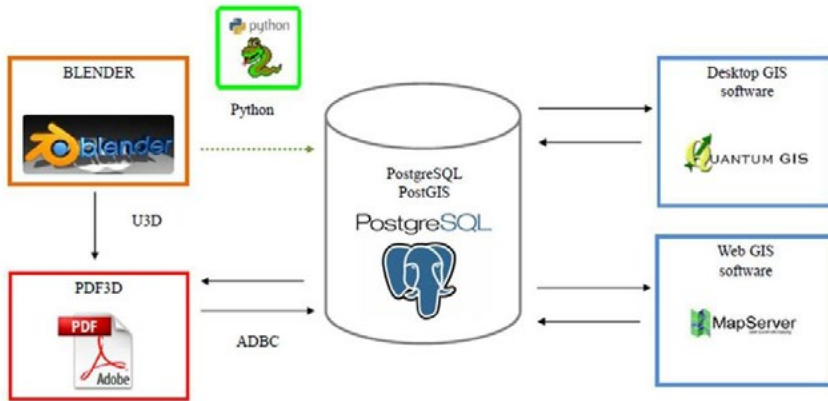 python
BLENDER
blender
Python
U3D
PDF3D
PDF
Adobe
ADBC
PostgreSQL
PostGIS
PostgreSQL
Desktop GIS
software
QUANTUM GIS
Web GIS
software
MapServer